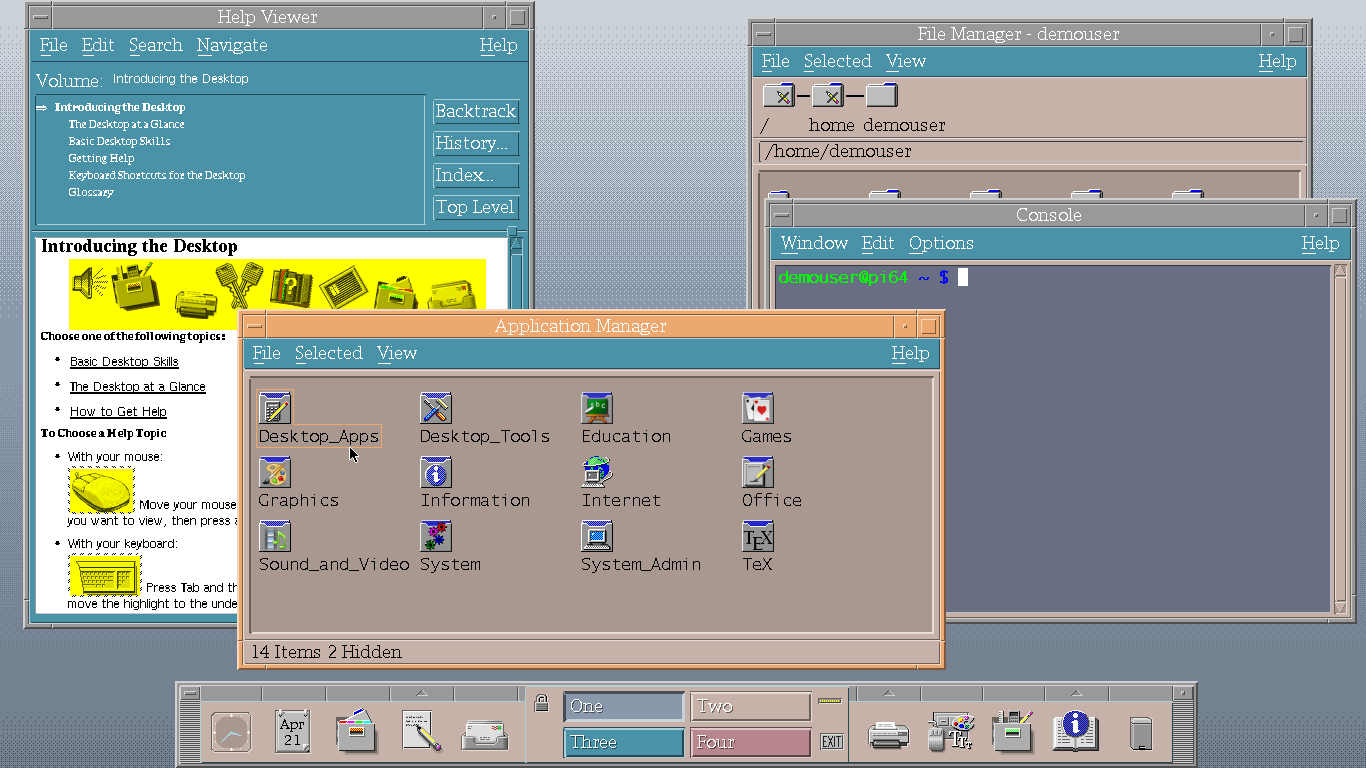 Help Viewer
File Edit Search Navigate Help
Volume: Introducing the Desktop
Introducing the Desktop
The Desktop at a Glance
Basic Desktop Skills
Getting Help
Keyboard Shortcuts for the Desktop
Glossary
Backtrack
History...
Index...
Top Level
Introducing the Desktop
Choose one of the following topics:
• Basic Desktop Skills
• The Desktop at a Glance
• How to Get Help
To Choose a Help Topic
• With your mouse:
Move your mouse
you want to view, then press
• With your keyboard:
Press Tab and th
move the highlight to the unde
File Manager - demouser
File Selected View Help
/ home demouser
/home/demouser
Console
Window Edit Options Help
demouser@pi64 ~ $
Application Manager
File Selected View Help
Desktop_Apps Desktop_Tools Education Games
Graphics Information Internet Office
Sound_and_Video System System_Admin TeX
14 Items 2 Hidden
Apr
21
One Two
Three Four
EXIT